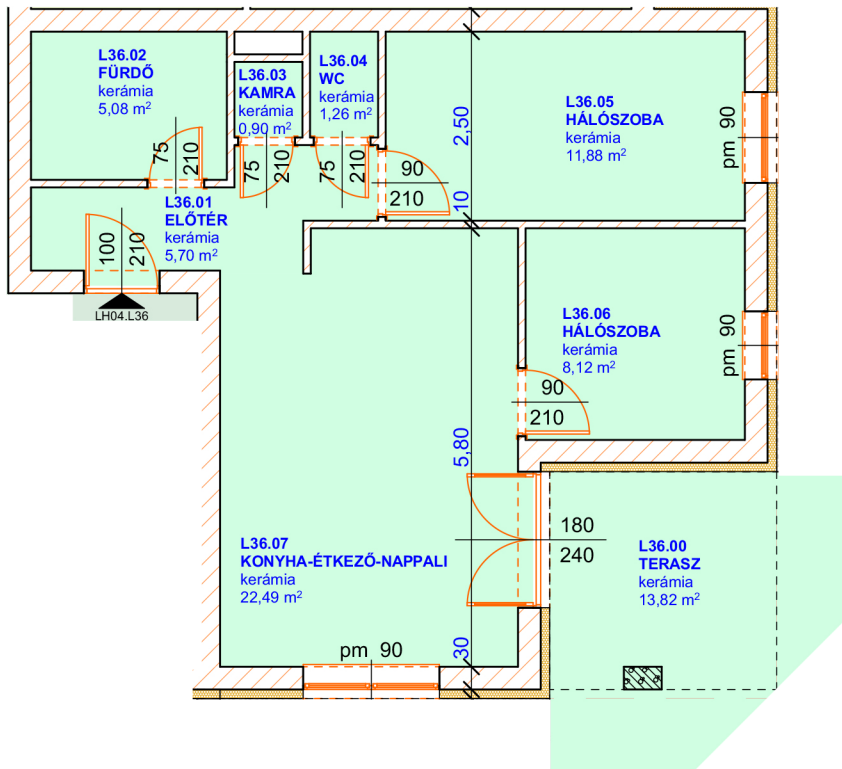 L36.02
FÜRDŐ
kerámia
5,08 m²
L36.03
KAMRA
kerámia
0,90 m²
L36.04
WC
kerámia
1,26 m²
L36.05
HÁLÓSZOBA
kerámia
11,88 m²
2,50
pm 90
75
210
75
210
75
210
90
210
10
L36.01
ELŐTÉR
kerámia
5,70 m²
100
210
LH04.L36
L36.06
HÁLÓSZOBA
kerámia
8,12 m²
pm 90
90
210
5,80
L36.07
KONYHA-ÉTKEZŐ-NAPPALI
kerámia
22,49 m²
180
240
L36.00
TERASZ
kerámia
13,82 m²
pm 90
30